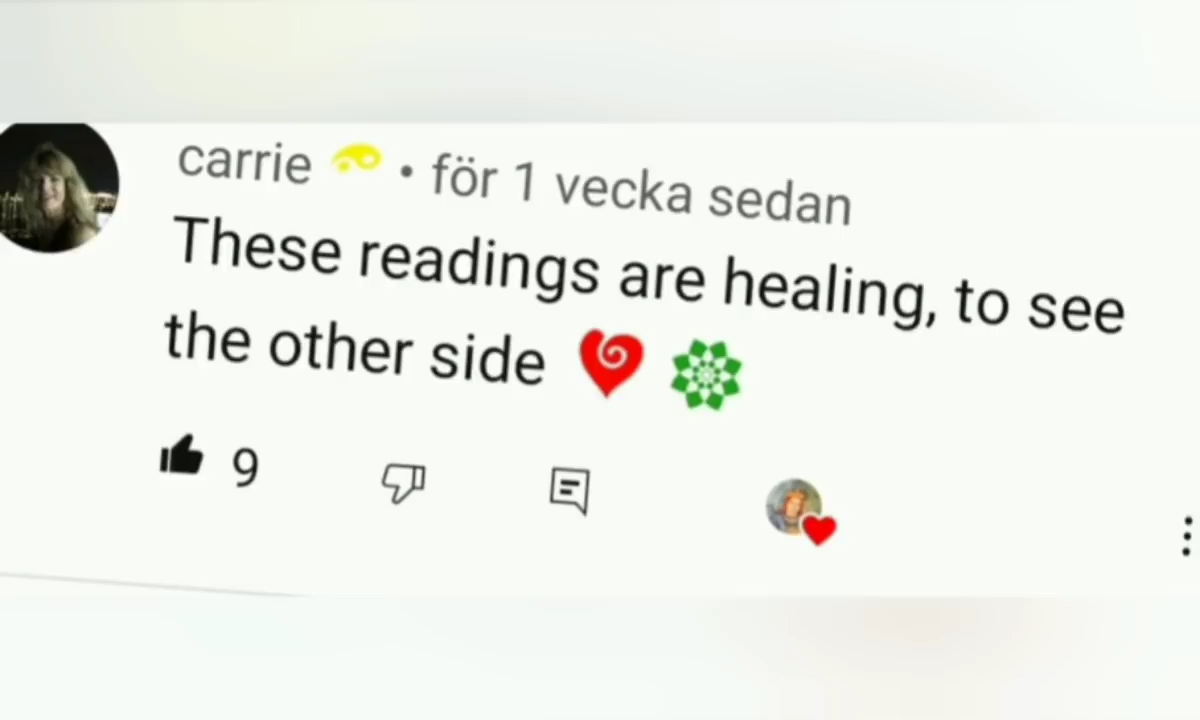 carrie • för 1 vecka sedan
These readings are healing, to see
the other side
9